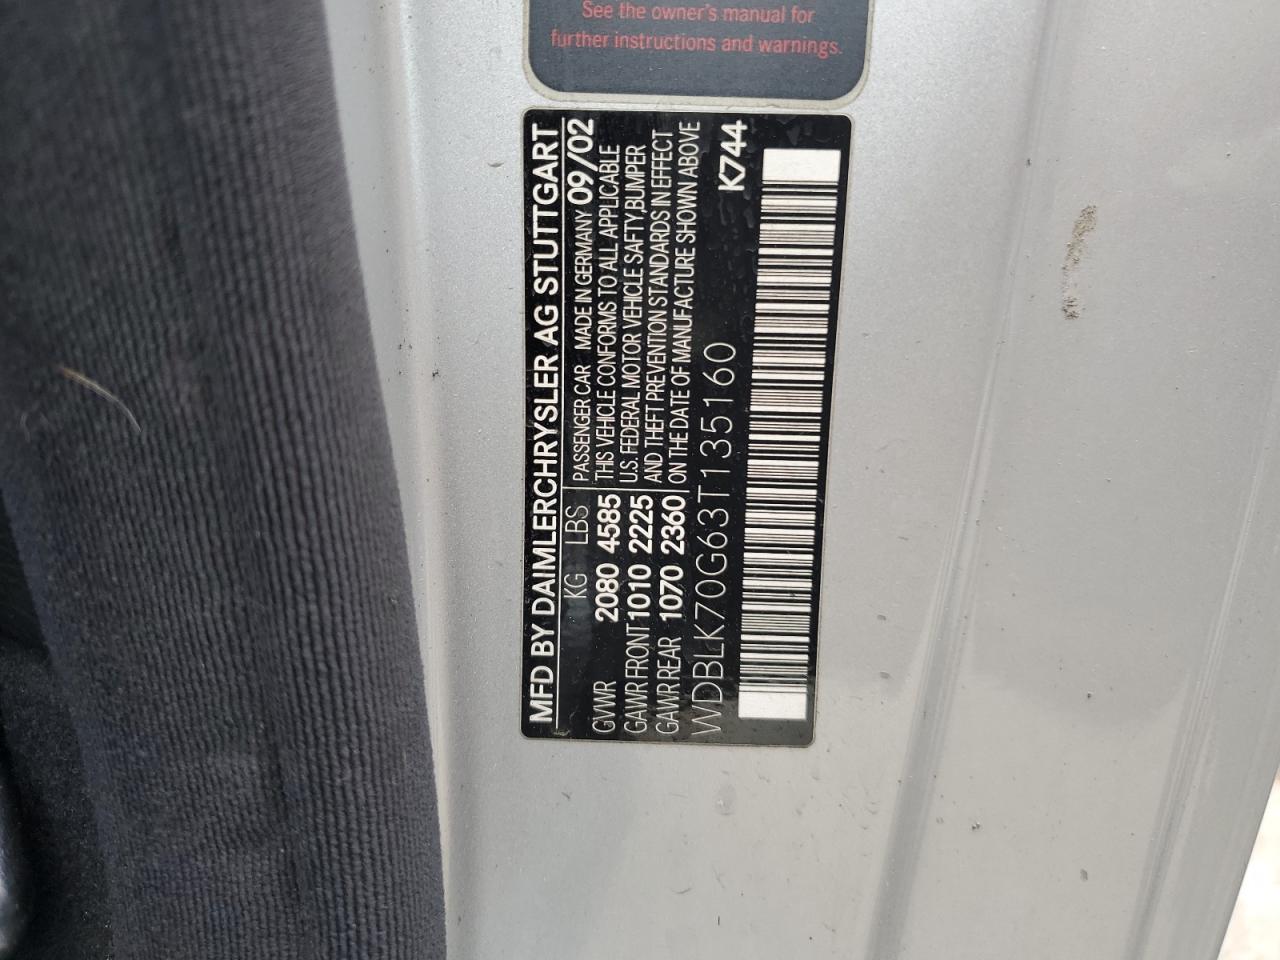 See the owner's manual for
further instructions and warnings.
MFD BY DAIMLERCHRYSLER AG STUTTGART
KG LBS
GVWR 2080 4585
GAWR FRONT 1010 2225
GAWR REAR 1070 2360
PASSENGER CAR MADE IN GERMANY 09/02
THIS VEHICLE CONFORMS TO ALL APPLICABLE
U.S. FEDERAL MOTOR VEHICLE SAFTY,BUMPER
AND THEFT PREVENTION STANDARDS IN EFFECT
ON THE DATE OF MANUFACTURE SHOWN ABOVE
WDBLK70G63T135160
K744